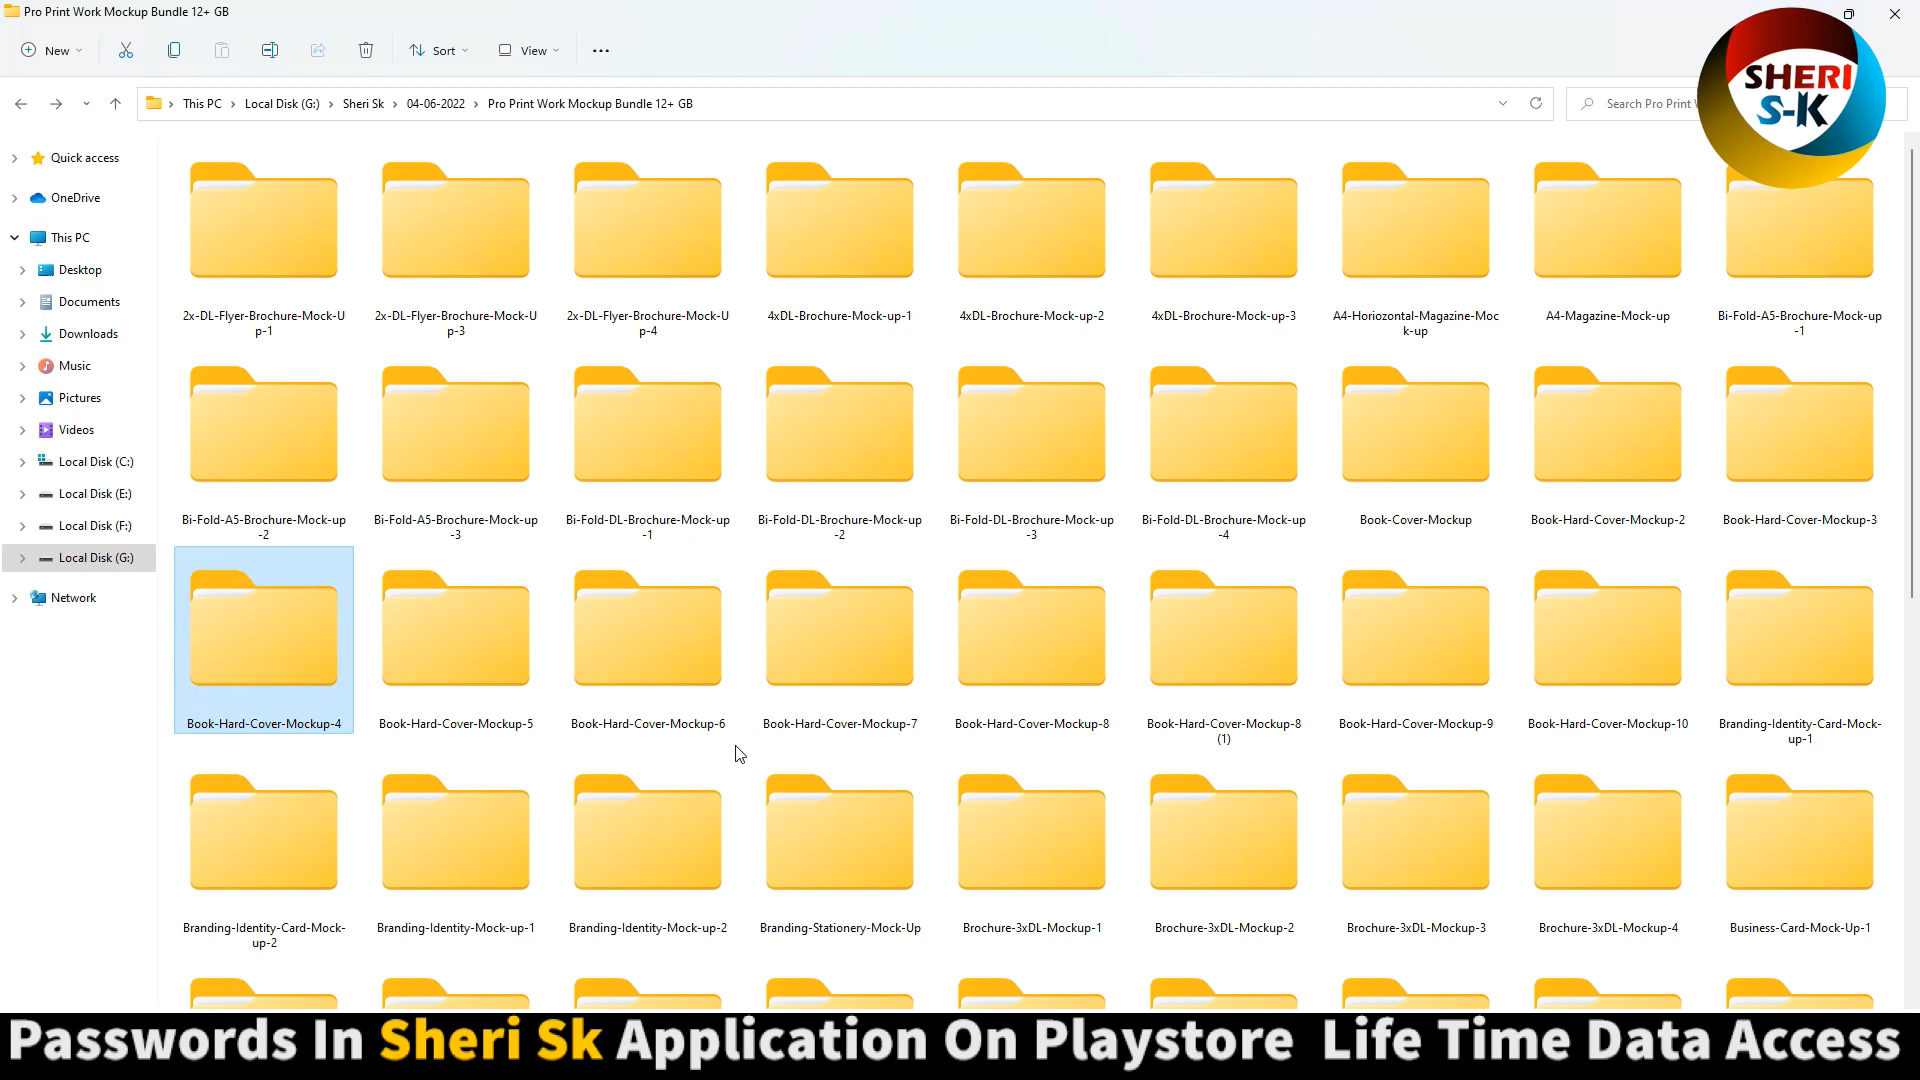 Pro Print Work Mockup Bundle 12+ GB
New
Sort
View
This PC > Local Disk (G:) > Sheri Sk > 04-06-2022 > Pro Print Work Mockup Bundle 12+ GB
Search Pro Print
SHERI
S-K
Quick access
OneDrive
This PC
Desktop
Documents
Downloads
Music
Pictures
Videos
Local Disk (C:)
Local Disk (E:)
Local Disk (F:)
Local Disk (G:)
Network
2x-DL-Flyer-Brochure-Mock-U
p-1
2x-DL-Flyer-Brochure-Mock-U
p-3
2x-DL-Flyer-Brochure-Mock-U
p-4
4xDL-Brochure-Mock-up-1
4xDL-Brochure-Mock-up-2
4xDL-Brochure-Mock-up-3
A4-Horiozontal-Magazine-Moc
k-up
A4-Magazine-Mock-up
Bi-Fold-A5-Brochure-Mock-up
-1
Bi-Fold-A5-Brochure-Mock-up
-2
Bi-Fold-A5-Brochure-Mock-up
-3
Bi-Fold-DL-Brochure-Mock-up
-1
Bi-Fold-DL-Brochure-Mock-up
-2
Bi-Fold-DL-Brochure-Mock-up
-3
Bi-Fold-DL-Brochure-Mock-up
-4
Book-Cover-Mockup
Book-Hard-Cover-Mockup-2
Book-Hard-Cover-Mockup-3
Book-Hard-Cover-Mockup-4
Book-Hard-Cover-Mockup-5
Book-Hard-Cover-Mockup-6
Book-Hard-Cover-Mockup-7
Book-Hard-Cover-Mockup-8
Book-Hard-Cover-Mockup-8
(1)
Book-Hard-Cover-Mockup-9
Book-Hard-Cover-Mockup-10
Branding-Identity-Card-Mock-
up-1
Branding-Identity-Card-Mock-
up-2
Branding-Identity-Mock-up-1
Branding-Identity-Mock-up-2
Branding-Stationery-Mock-Up
Brochure-3xDL-Mockup-1
Brochure-3xDL-Mockup-2
Brochure-3xDL-Mockup-3
Brochure-3xDL-Mockup-4
Business-Card-Mock-Up-1
Passwords In Sheri Sk Application On Playstore Life Time Data Access